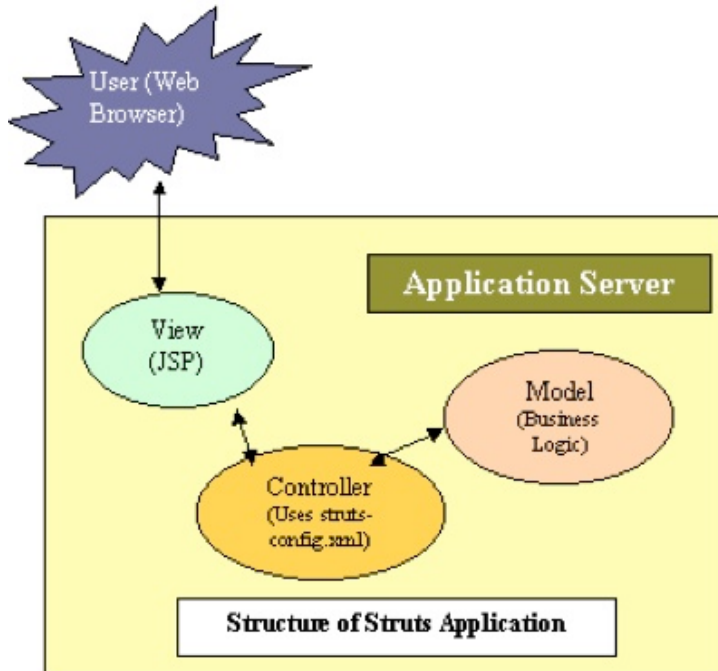 User (Web
Browser)
Application Server
View
(JSP)
Model
(Business
Logic)
Controller
(Uses struts-
config.xml)
Structure of Struts Application